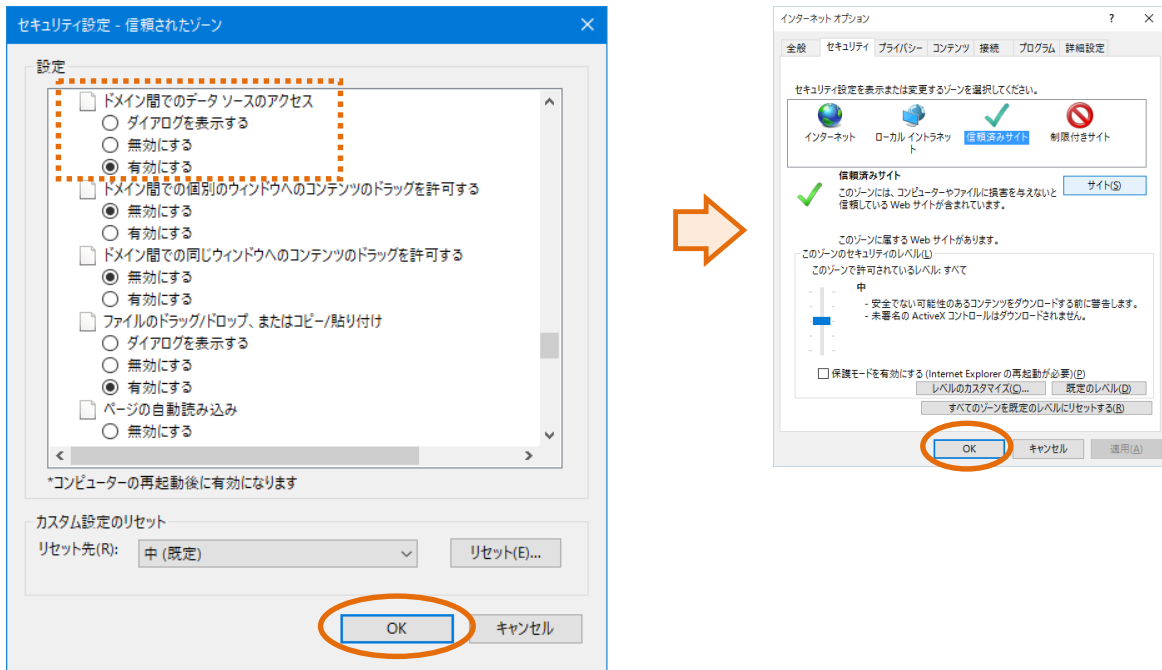 セキュリティ設定 - 信頼されたゾーン
設定
ドメイン間でのデータ ソースのアクセス
ダイアログを表示する
無効にする
有効にする
ドメイン間での個別のウィンドウへのコンテンツのドラッグを許可する
無効にする
有効にする
ドメイン間での同じウィンドウへのコンテンツのドラッグを許可する
無効にする
有効にする
ファイルのドラッグ/ドロップ、またはコピー/貼り付け
ダイアログを表示する
無効にする
有効にする
ページの自動読み込み
無効にする
*コンピューターの再起動後に有効になります
カスタム設定のリセット
リセット先(R):
中 (既定)
リセット(E)...
OK
キャンセル
インターネット オプション
?
全般 セキュリティ プライバシー コンテンツ 接続 プログラム 詳細設定
セキュリティ設定を表示または変更するゾーンを選択してください。
インターネット
ローカル イントラネッ
ト
信頼済みサイト
制限付きサイト
信頼済みサイト
サイト(S)
このゾーンには、コンピューターやファイルに損害を与えないと
信頼している Web サイトが含まれています。
このゾーンに属する Web サイトがあります。
このゾーンのセキュリティのレベル(L)
このゾーンで許可されているレベル: すべて
中
- 安全でない可能性のあるコンテンツをダウンロードする前に警告します。
- 未署名の ActiveX コントロールはダウンロードされません。
保護モードを有効にする (Internet Explorer の再起動が必要)(P)
レベルのカスタマイズ(C)...
既定のレベル(D)
すべてのゾーンを既定のレベルにリセットする(R)
OK
キャンセル
適用(A)